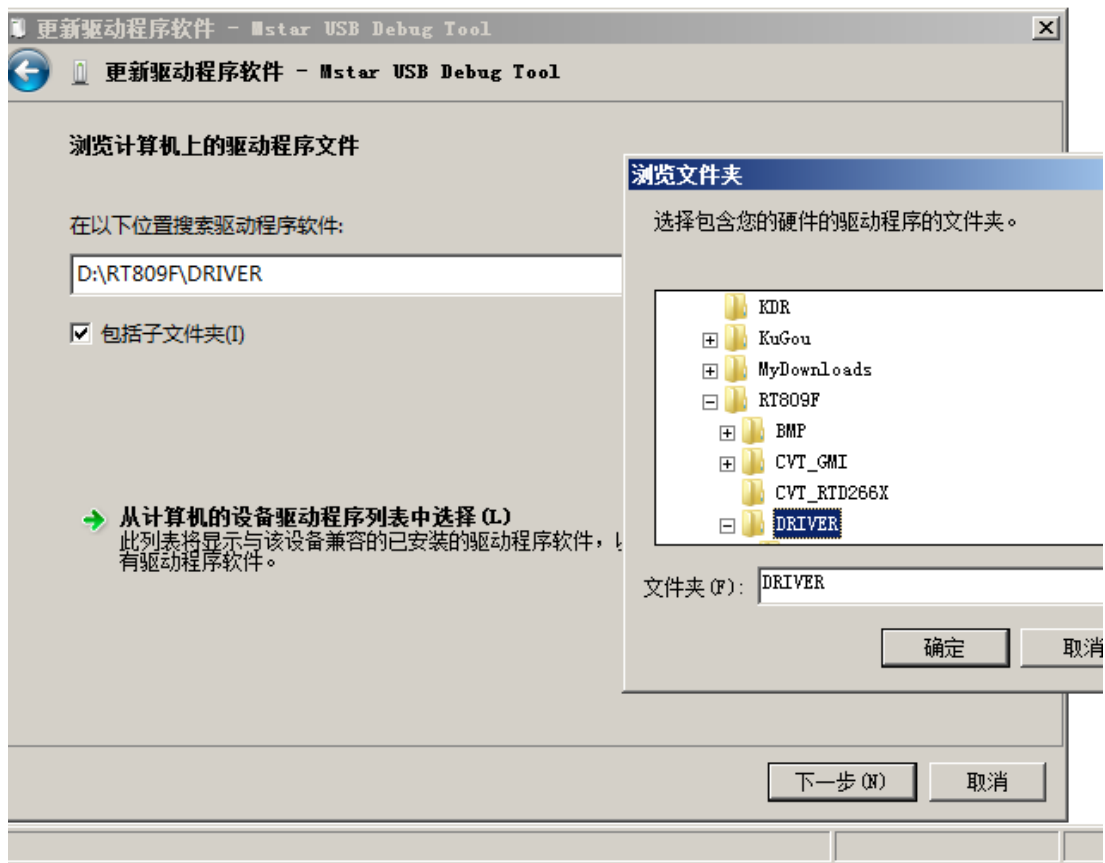 更新驱动程序软件 - Mstar USB Debug Tool
更新驱动程序软件 - Mstar USB Debug Tool
浏览计算机上的驱动程序文件
在以下位置搜索驱动程序软件:
D:\RT809F\DRIVER
包括子文件夹(I)
从计算机的设备驱动程序列表中选择(L)
此列表将显示与该设备兼容的已安装的驱动程序软件，
有驱动程序软件。
浏览文件夹
选择包含您的硬件的驱动程序的文件夹。
KDR
KuGou
MyDownloads
RT809F
BMP
CVT_GMI
CVT_RTD266X
DRIVER
文件夹(F):
DRIVER
确定
取消
下一步(N)
取消